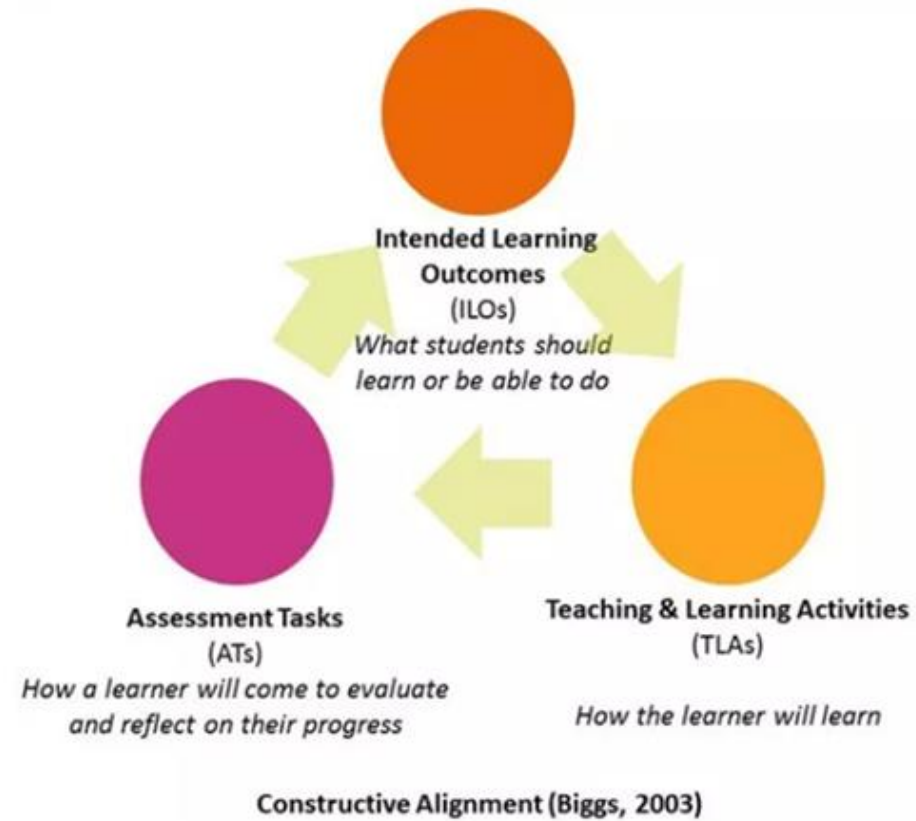 Intended Learning
Outcomes
(ILOs)
What students should
learn or be able to do
Assessment Tasks
(ATs)
How a learner will come to evaluate
and reflect on their progress
Teaching & Learning Activities
(TLAs)
How the learner will learn
Constructive Alignment (Biggs, 2003)